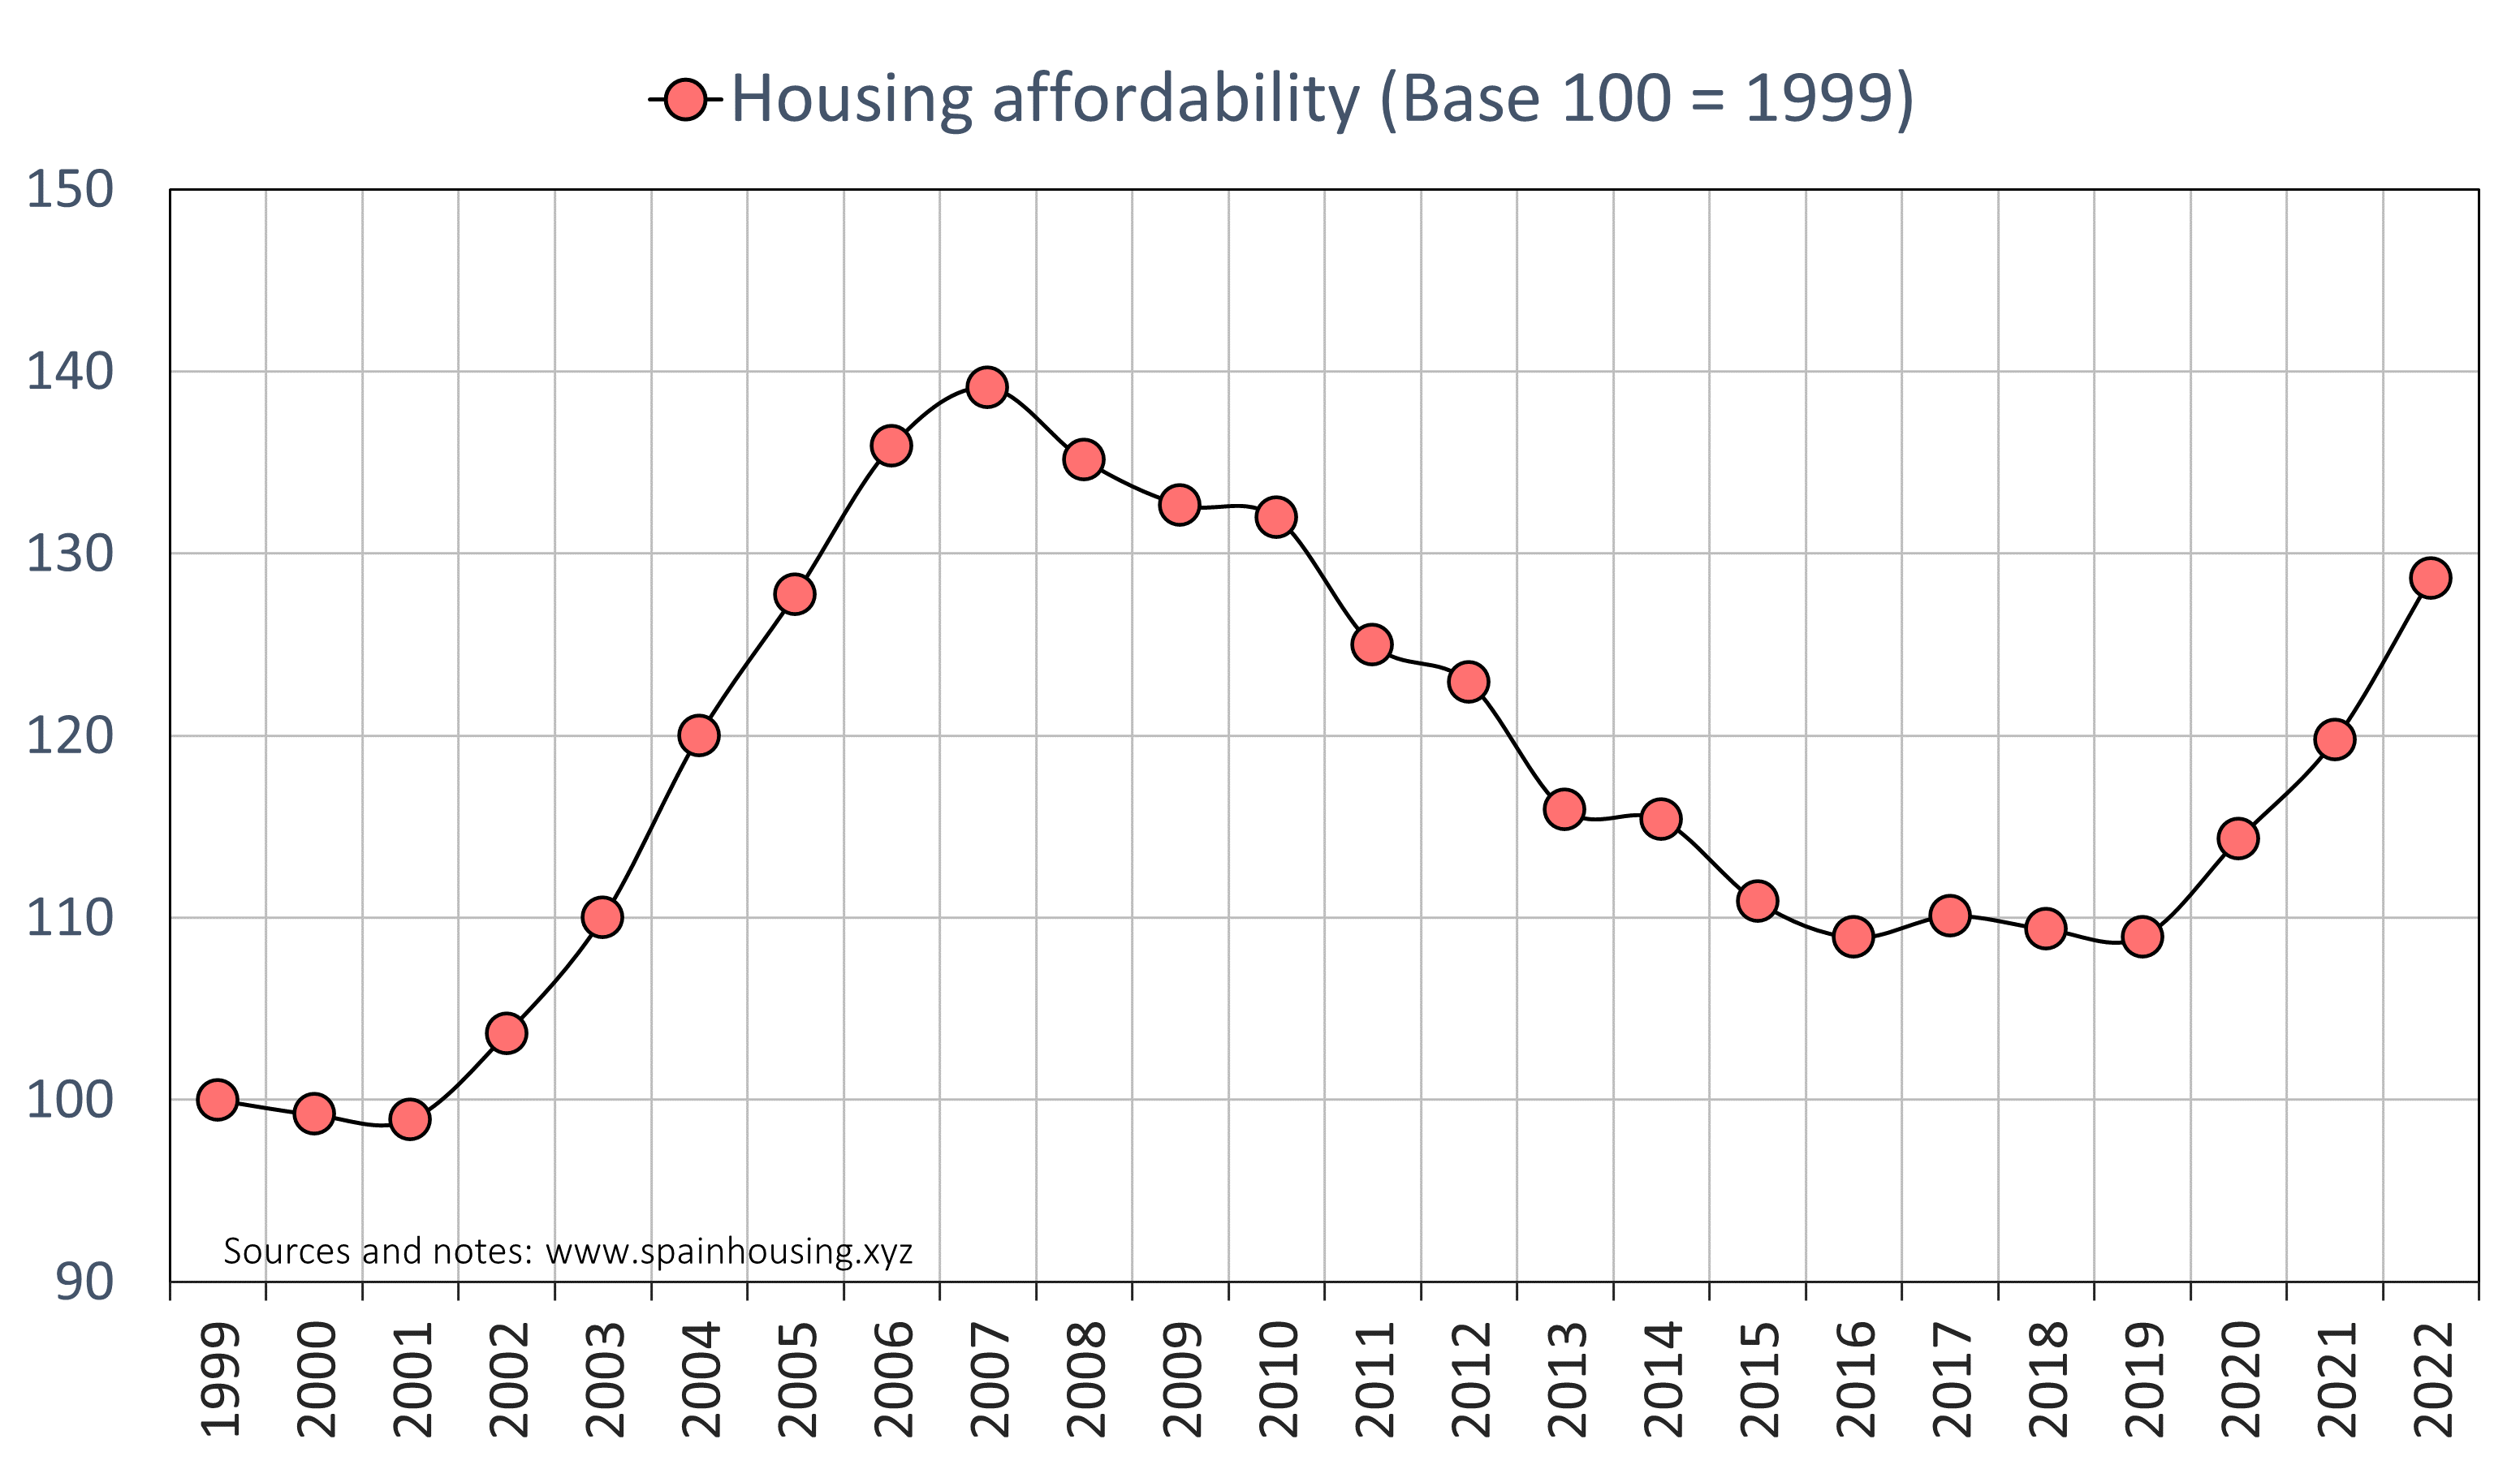 Housing affordability (Base 100 = 1999)
150
140
130
120
110
100
90
Sources and notes: www.spainhousing.xyz
1999 2000 2001 2002 2003 2004 2005 2006 2007 2008 2009 2010 2011 2012 2013 2014 2015 2016 2017 2018 2019 2020 2021 2022